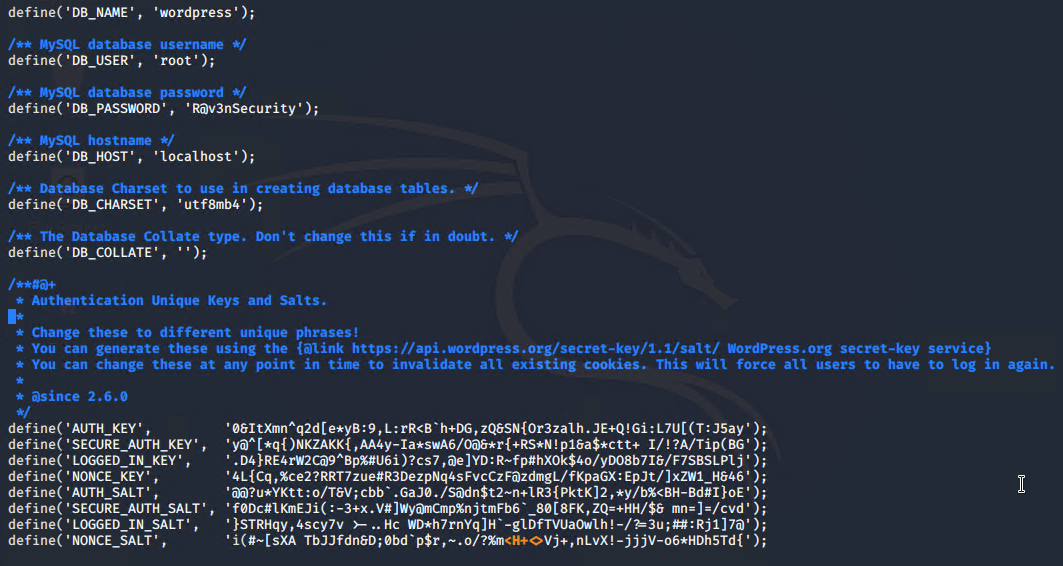 define('DB_NAME', 'wordpress');
/** MySQL database username */
define('DB_USER', 'root');
/** MySQL database password */
define('DB_PASSWORD', 'R@v3nSecurity');
/** MySQL hostname */
define('DB_HOST', 'localhost');
/** Database Charset to use in creating database tables. */
define('DB_CHARSET', 'utf8mb4');
/** The Database Collate type. Don't change this if in doubt. */
define('DB_COLLATE', '');
/**#@+
 * Authentication Unique Keys and Salts.
 *
 * Change these to different unique phrases!
 * You can generate these using the {@link https://api.wordpress.org/secret-key/1.1/salt/ WordPress.org secret-key service}
 * You can change these at any point in time to invalidate all existing cookies. This will force all users to have to log in again.
 *
 * @since 2.6.0
 */
define('AUTH_KEY',         '0&ItXmn^q2d[e*yB:9,L:rR<B`h+DG,zQ&SN{Or3zalh.JE+Q!Gi:L7U[(T:J5ay');
define('SECURE_AUTH_KEY',  'y@^[*q{)NKZAKK{,AA4y-Ia*swA6/O@&*r{+RS*N!p1&a$*ctt+ I/!?A/Tip(BG');
define('LOGGED_IN_KEY',    '.D4}RE4rW2C@9^Bp%#U6i)?cs7,@e]YD:R~fp#hXOk$4o/yDO8b7I&/F7SBSLPlj');
define('NONCE_KEY',        '4L{Cq,%ce2?RRT7zue#R3DezpNq4sFvcCzF@zdmgL/fKpaGX:EpJt/]xZW1_H&46');
define('AUTH_SALT',        '@@?u*YKtt:o/T&V;cbb`.GaJ0./S@dn$t2~n+lR3{PktK]2,*y/b%<BH-Bd#I}oE');
define('SECURE_AUTH_SALT', 'f0Dc#lKmEJi(:-3+x.V#]Wy@mCmp%njtmFb6`_80[8FK,ZQ=+HH/$& mn=]=/cvd');
define('LOGGED_IN_SALT',   '}STRHqy,4scy7v >-..Hc WD*h7rnYq]H`-glDfTVUaOwlh!-/?=3u;##:Rj1]7@');
define('NONCE_SALT',       'i(#~[sXA TbJJfdn&D;0bd`p$r,~.o/?%m<H+<>Vj+,nLvX!-jjjV-o6*HDh5Td{');